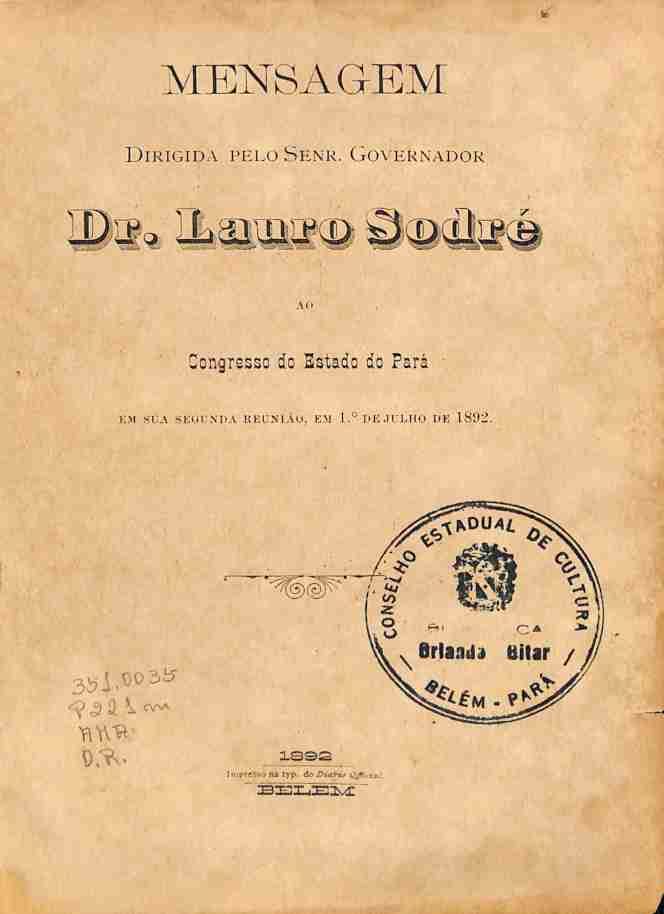 MENSAGEM
DIRIGIDA PELO SENR. GOVERNADOR
Dr. Lauro Sodré
AO
Congresso do Estado do Pará
EM SUA SEGUNDA REUNIÃO, EM 1.º DE JULHO DE 1892.
CONSELHO ESTADUAL DE CULTURA
Orlando Bitar
BELÉM - PARÁ
351.0035
P221m
AMA
D.R.
1892
Impresso na typ. do Diario Official
BELEM